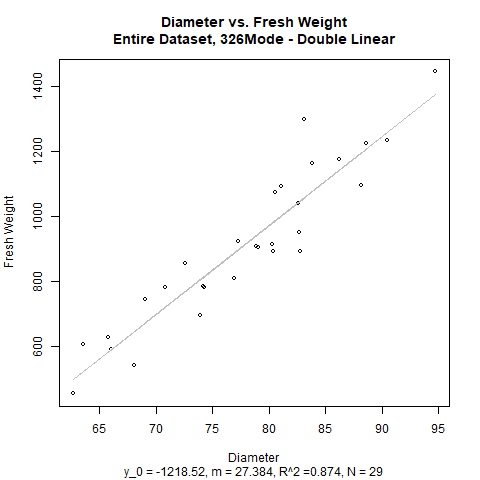 Diameter vs. Fresh Weight
Entire Dataset, 326Mode - Double Linear
Fresh Weight
1400
1200
1000
800
600
65 70 75 80 85 90 95
Diameter
y_0 = -1218.52, m = 27.384, R^2 =0.874, N = 29